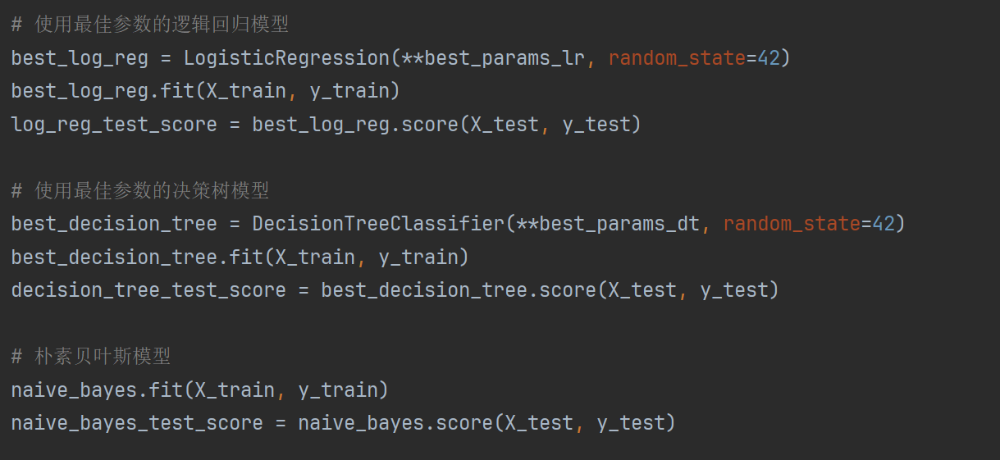 # 使用最佳参数的逻辑回归模型
best_log_reg = LogisticRegression(**best_params_lr, random_state=42)
best_log_reg.fit(X_train, y_train)
log_reg_test_score = best_log_reg.score(X_test, y_test)
# 使用最佳参数的决策树模型
best_decision_tree = DecisionTreeClassifier(**best_params_dt, random_state=42)
best_decision_tree.fit(X_train, y_train)
decision_tree_test_score = best_decision_tree.score(X_test, y_test)
# 朴素贝叶斯模型
naive_bayes.fit(X_train, y_train)
naive_bayes_test_score = naive_bayes.score(X_test, y_test)